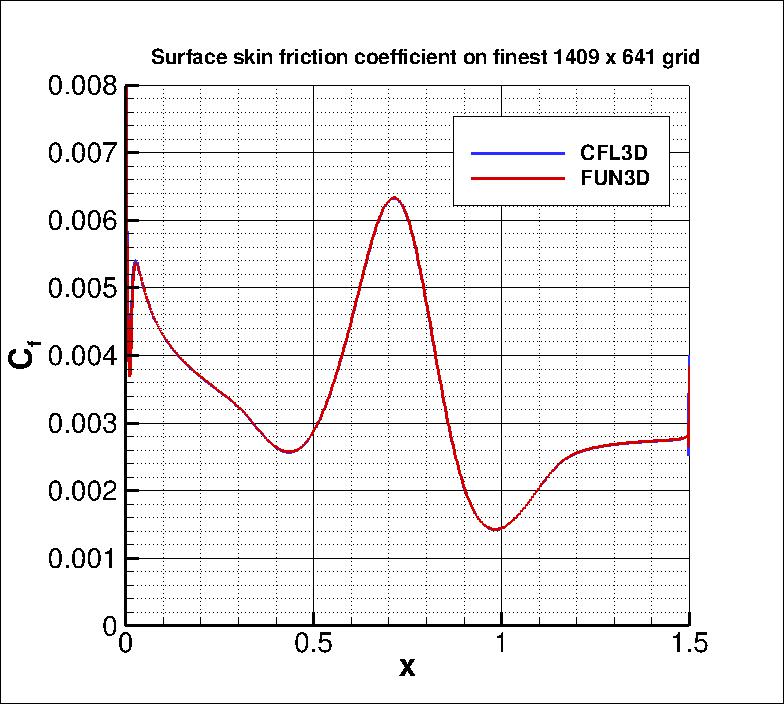 Surface skin friction coefficient on finest 1409 x 641 grid
0.008
0.007
0.006
0.005
0.004
0.003
0.002
0.001
0
Cf
CFL3D
FUN3D
0 0.5 1 1.5
x